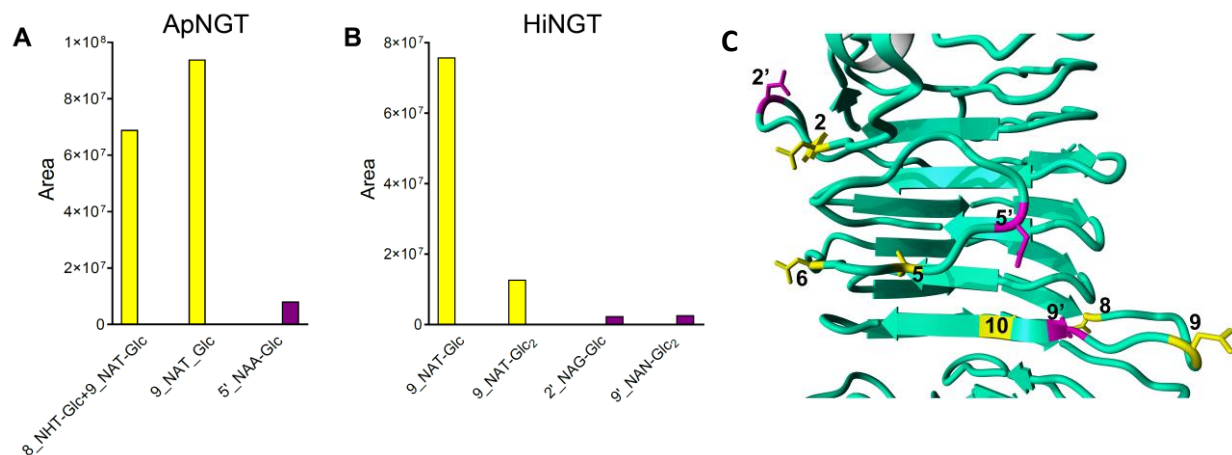 A
ApNGT
Area
1×10⁸
8×10⁷
6×10⁷
4×10⁷
2×10⁷
0
8_NHT-Glc+9_NAT-Glc
9_NAT_Glc
5'_NAA-Glc
B
HiNGT
Area
8×10⁷
6×10⁷
4×10⁷
2×10⁷
0
9_NAT-Glc
9_NAT-Glc₂
2'_NAG-Glc
9'_NAN-Glc₂
C
2'
2
5'
6
5
9'
8
10
9